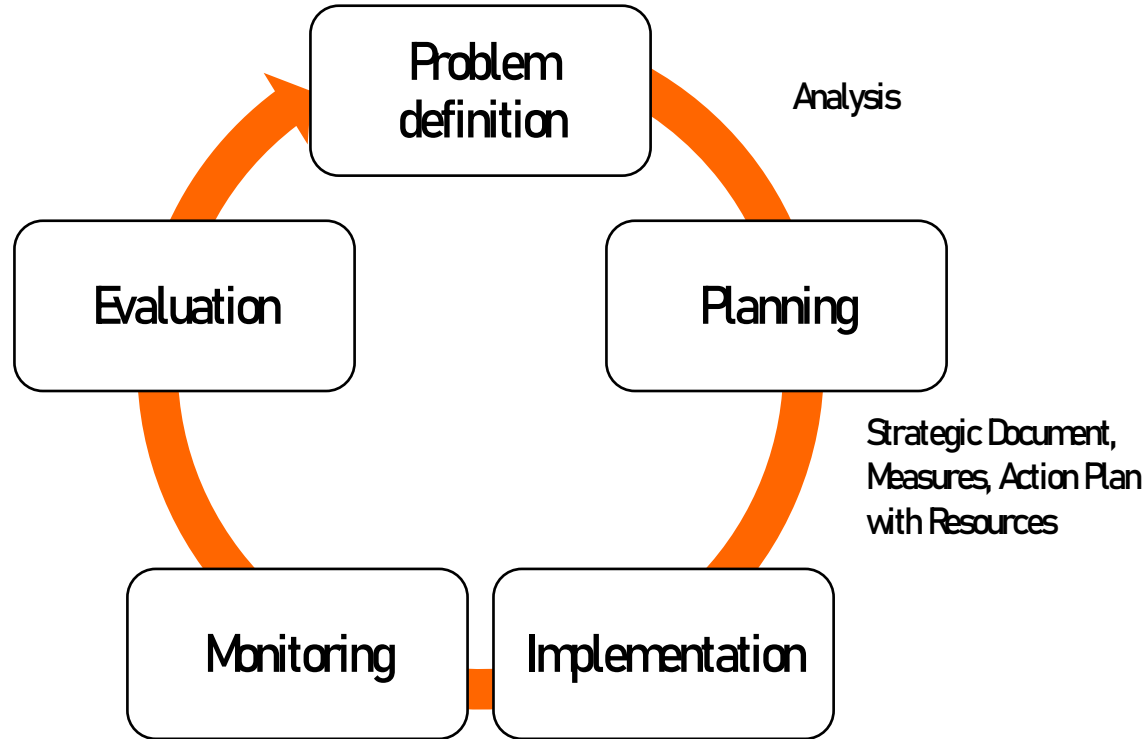 Problem
definition
Analysis
Evaluation
Planning
Strategic Document,
Measures, Action Plan
with Resources
Monitoring
Implementation